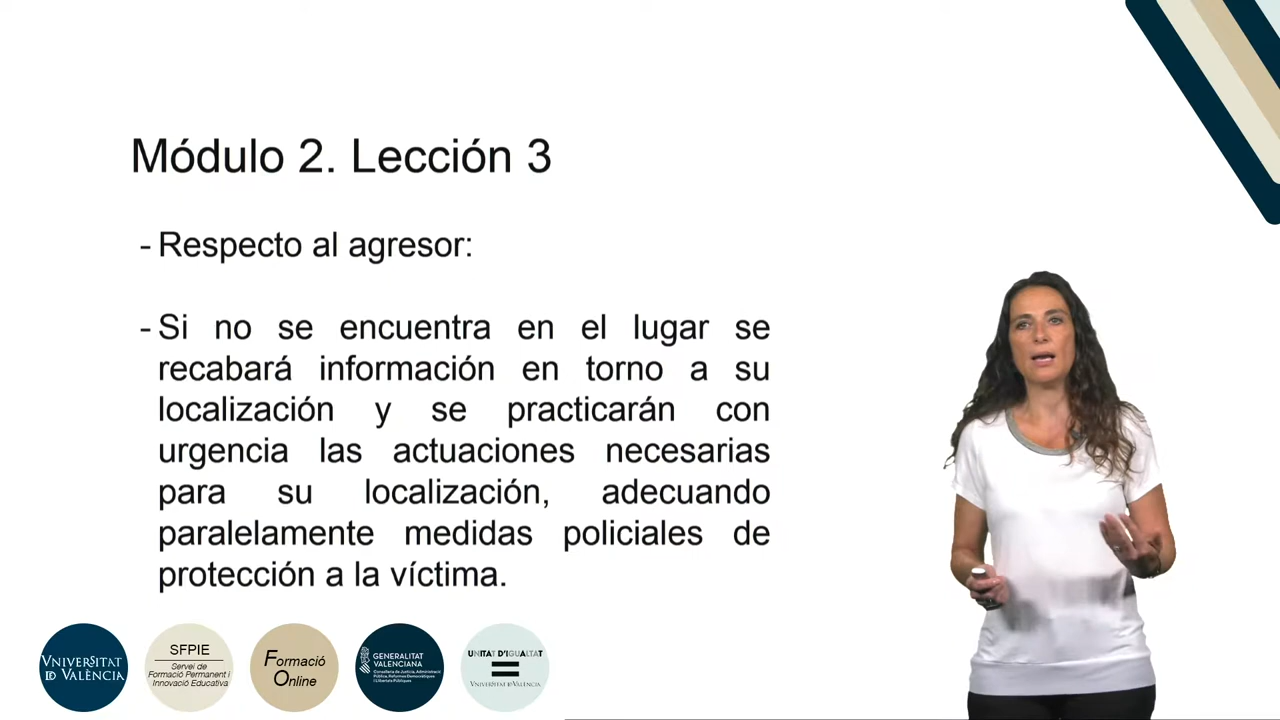 Módulo 2. Lección 3
- Respecto al agresor:
- Si no se encuentra en el lugar se
recabará información en torno a su
localización y se practicarán con
urgencia las actuaciones necesarias
para su localización, adecuando
paralelamente medidas policiales de
protección a la víctima.
VNIVERSITAT
ID VALÈNCIA
SFPIE
Servei de
Formació Permanent i
Innovació Educativa
Formació
Online
GENERALITAT
VALENCIANA
Conselleria de Justícia, Administració
Pública, Reformes Democràtiques
i Llibertats Públiques
UNITAT D'IGUALTAT
VNIVERSITAT ID VALÈNCIA